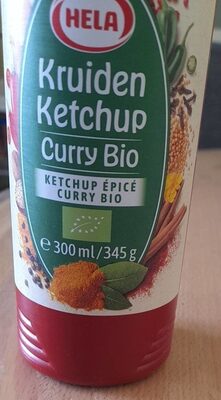 HELA
Kruiden
Ketchup
Curry Bio
KETCHUP ÉPICÉ
CURRY BIO
e 300 ml/345 g